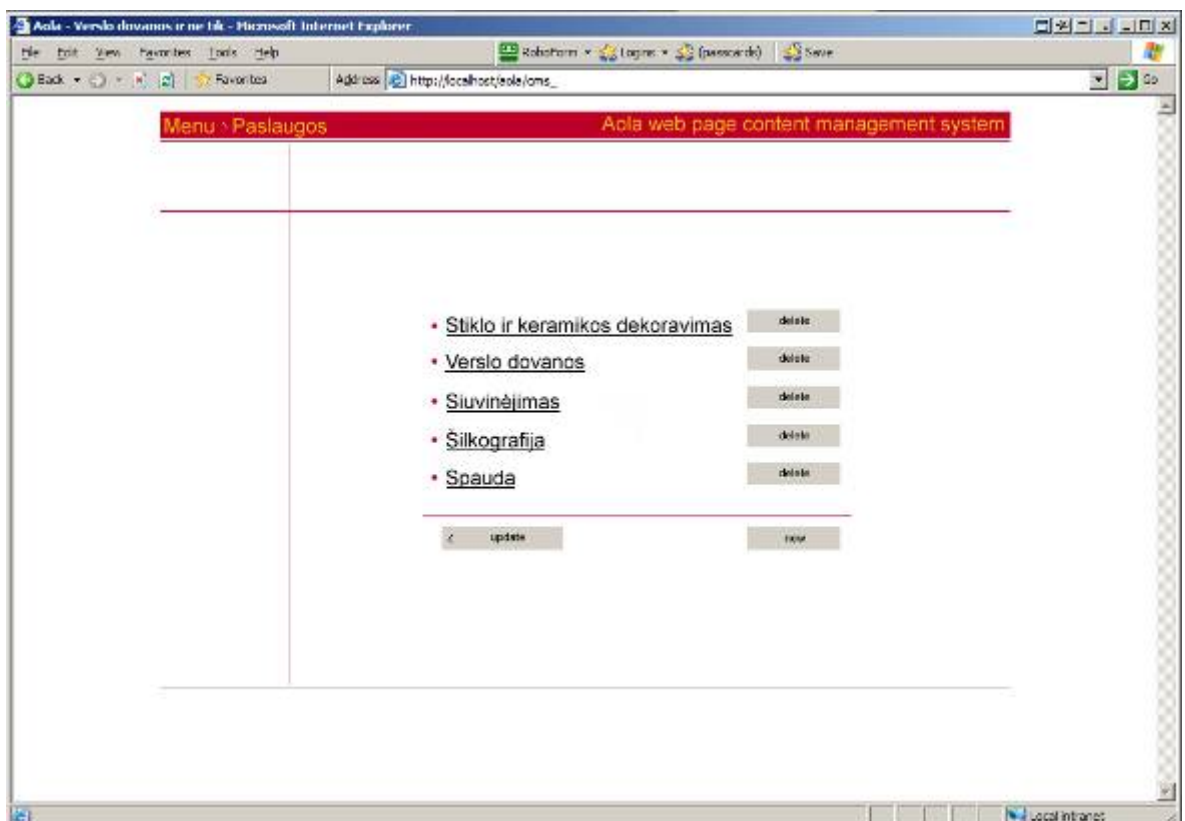 Aola - Verslo dovanos ir ne tik - Microsoft Internet Explorer
File Edit View Favorites Tools Help RoboForm Logins (passcards) Save
Back Favorites Address http://localhost/aola/cms_ Go
Menu \ Paslaugos Aola web page content management system
• Stiklo ir keramikos dekoravimas delete
• Verslo dovanos delete
• Siuvinėjimas delete
• Šilkografija delete
• Spauda delete
< update new
Local intranet